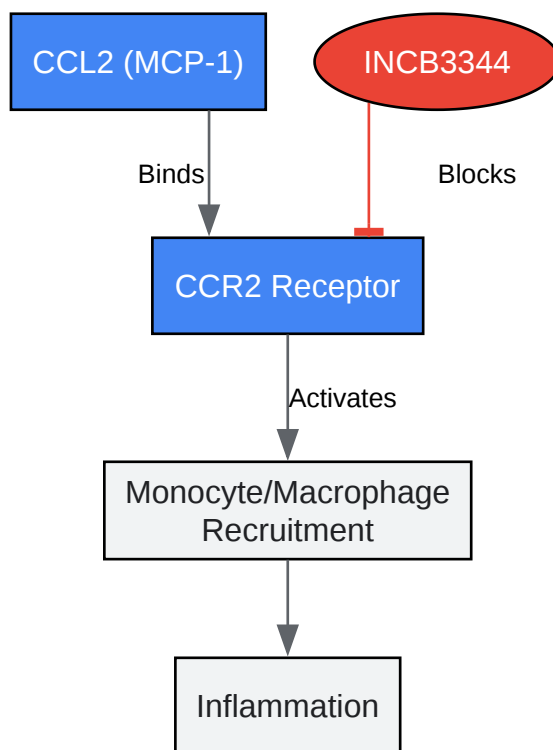 CCL2 (MCP-1)
INCB3344
Binds
Blocks
CCR2 Receptor
Activates
Monocyte/Macrophage
Recruitment
Inflammation